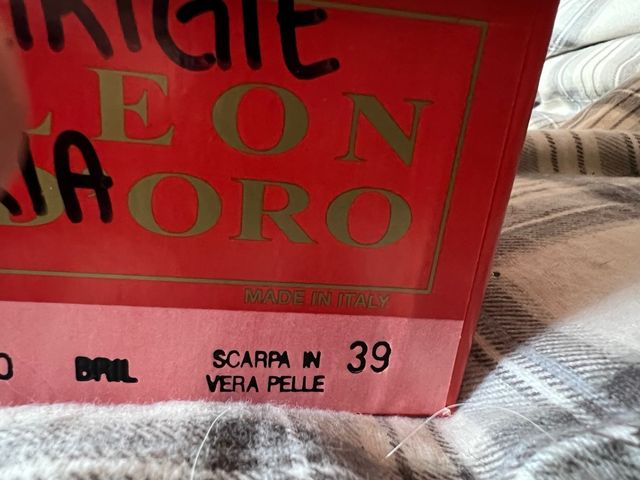 LEON
D'ORO
MADE IN ITALY
BRIL SCARPA IN 39
VERA PELLE